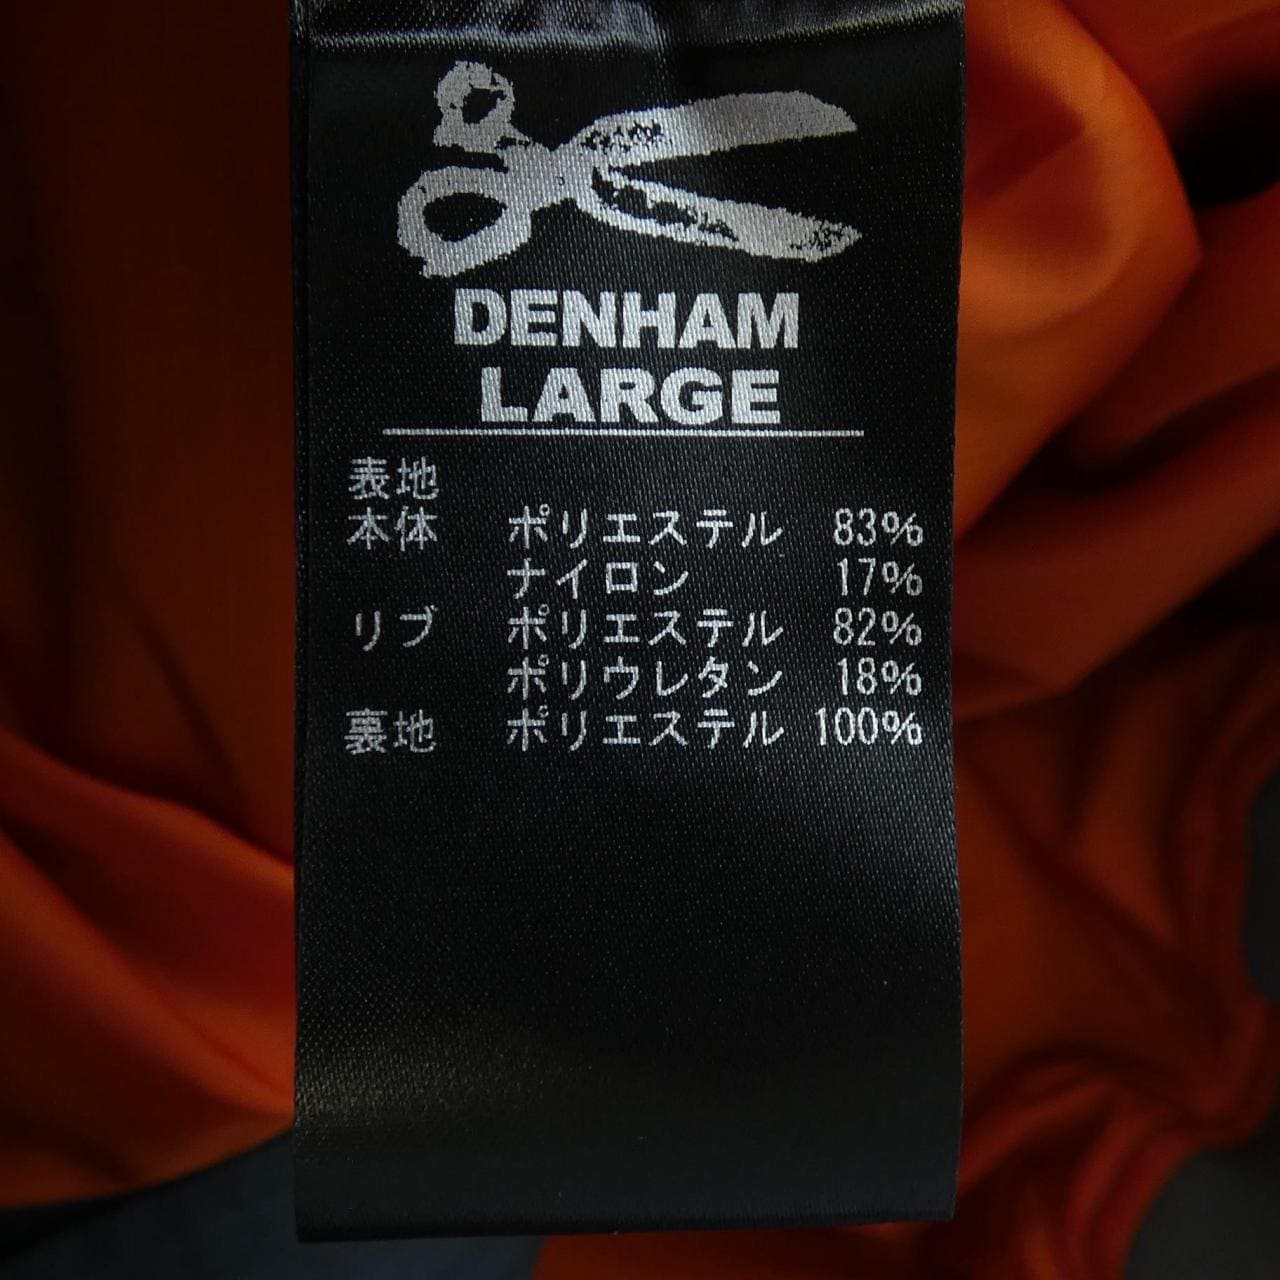 DENHAM
LARGE
表地
本体 ポリエステル 83%
ナイロン 17%
リブ ポリエステル 82%
ポリウレタン 18%
裏地 ポリエステル 100%